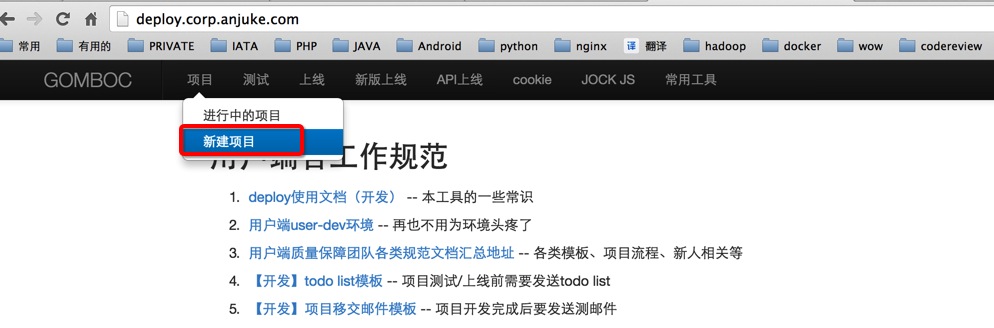 deploy.corp.anjuke.com
常用 有用的 PRIVATE IATA PHP JAVA Android python nginx 译 翻译 hadoop docker wow codereview
GOMBOC 项目 测试 上线 新版上线 API上线 cookie JOCK JS 常用工具
进行中的项目
新建项目
工作规范
1. deploy使用文档（开发） -- 本工具的一些常识
2. 用户端user-dev环境 -- 再也不用为环境头疼了
3. 用户端质量保障团队各类规范文档汇总地址 -- 各类模板、项目流程、新人相关等
4. 【开发】todo list模板 -- 项目测试/上线前需要发送todo list
5. 【开发】项目移交邮件模板 -- 项目开发完成后要发送测邮件